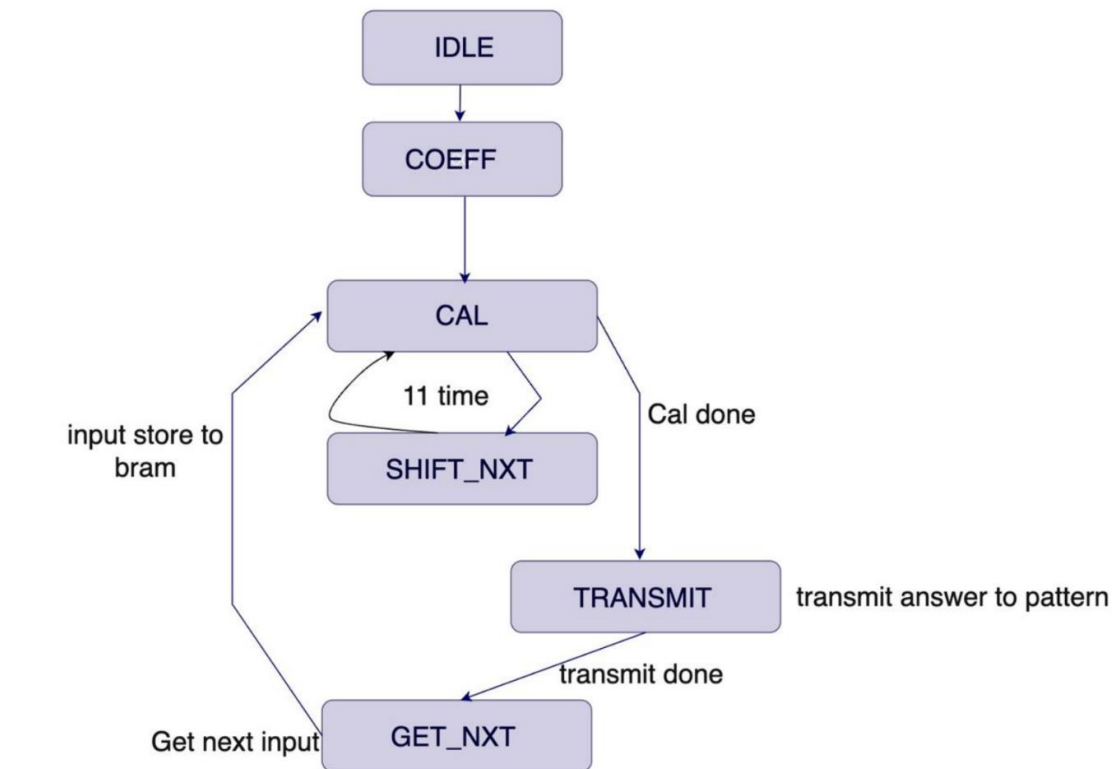 IDLE
COEFF
CAL
11 time
Cal done
input store to
bram
SHIFT_NXT
TRANSMIT
transmit answer to pattern
transmit done
Get next input
GET_NXT